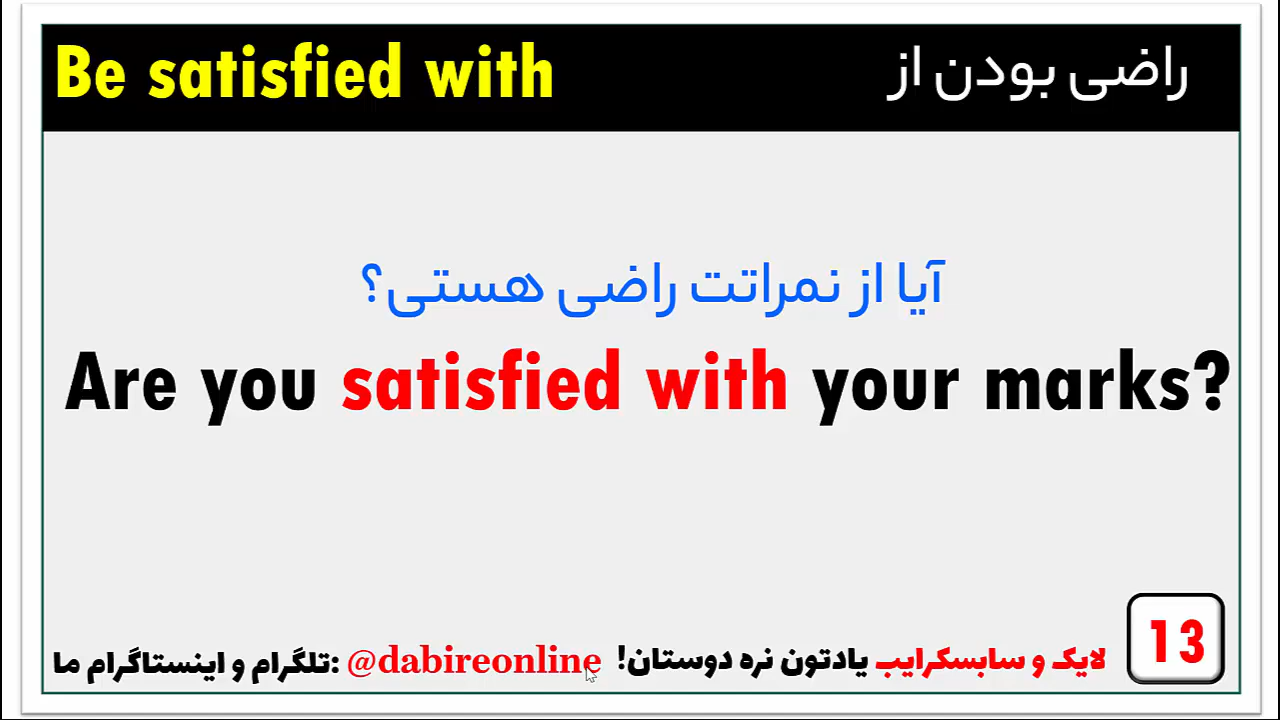 Be satisfied with
راضی بودن از
آیا از نمراتت راضی هستی؟
Are you satisfied with your marks?
13
لایک و سابسکرایب یادتون نره دوستان!
تلگرام و اینستاگرام ما: @dabireonline